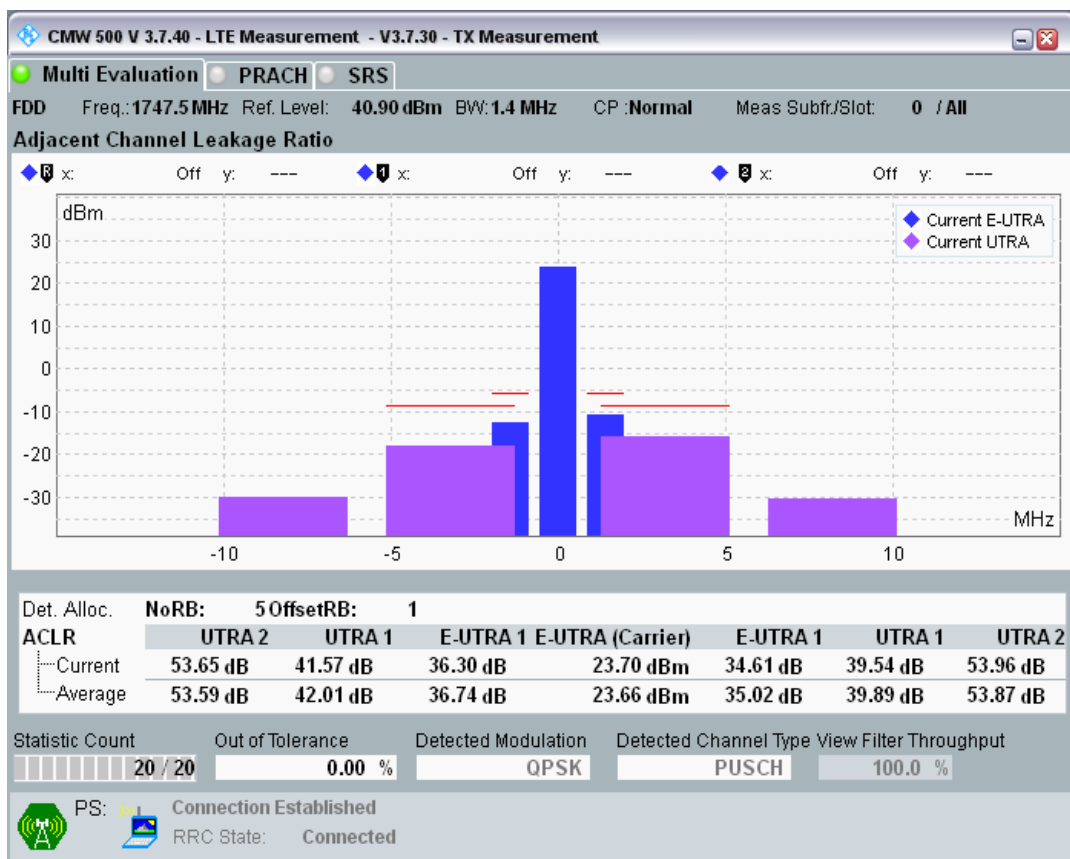 CMW 500 V 3.7.40 - LTE Measurement - V3.7.30 - TX Measurement
Multi Evaluation PRACH SRS
FDD Freq.: 1747.5 MHz Ref. Level: 40.90 dBm BW: 1.4 MHz CP :Normal Meas Subfr./Slot: 0 / All
Adjacent Channel Leakage Ratio
R x: Off y: --- 1 x: Off y: --- 2 x: Off y: ---
dBm
Current E-UTRA
Current UTRA
30
20
10
0
-10
-20
-30
MHz
-10 -5 0 5 10
Det. Alloc. NoRB: 5 OffsetRB: 1
ACLR UTRA 2 UTRA 1 E-UTRA 1 E-UTRA (Carrier) E-UTRA 1 UTRA 1 UTRA 2
Current 53.65 dB 41.57 dB 36.30 dB 23.70 dBm 34.61 dB 39.54 dB 53.96 dB
Average 53.59 dB 42.01 dB 36.74 dB 23.66 dBm 35.02 dB 39.89 dB 53.87 dB
Statistic Count Out of Tolerance Detected Modulation Detected Channel Type View Filter Throughput
20 / 20 0.00 % QPSK PUSCH 100.0 %
PS: Connection Established
RRC State: Connected